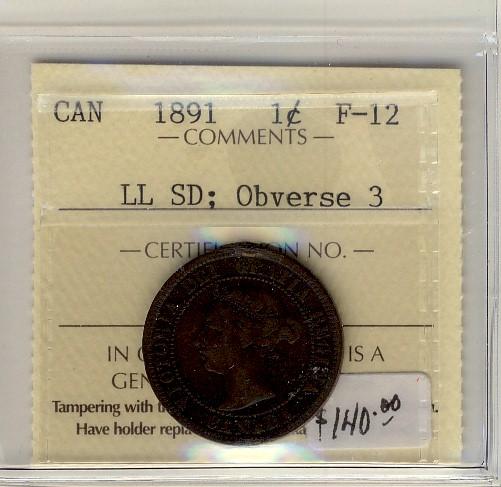 CAN 1891 1¢ F-12
— COMMENTS —
LL SD; Obverse 3
— CERTIFI ON NO. —
IN IS A
GEN
Tampering with t
Have holder repla
$140.00